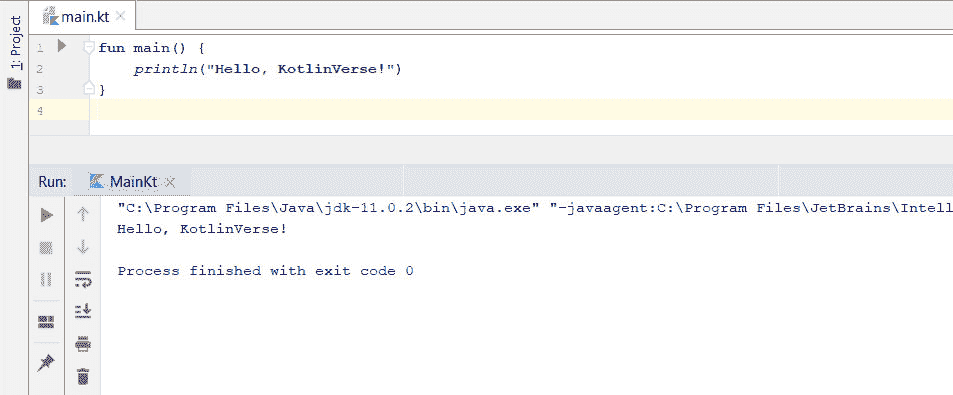 main.kt
1: Project
1 fun main() {
2 println("Hello, KotlinVerse!")
3 }
4
Run: MainKt
"C:\Program Files\Java\jdk-11.0.2\bin\java.exe" "-javaagent:C:\Program Files\JetBrains\Intell
Hello, KotlinVerse!
Process finished with exit code 0